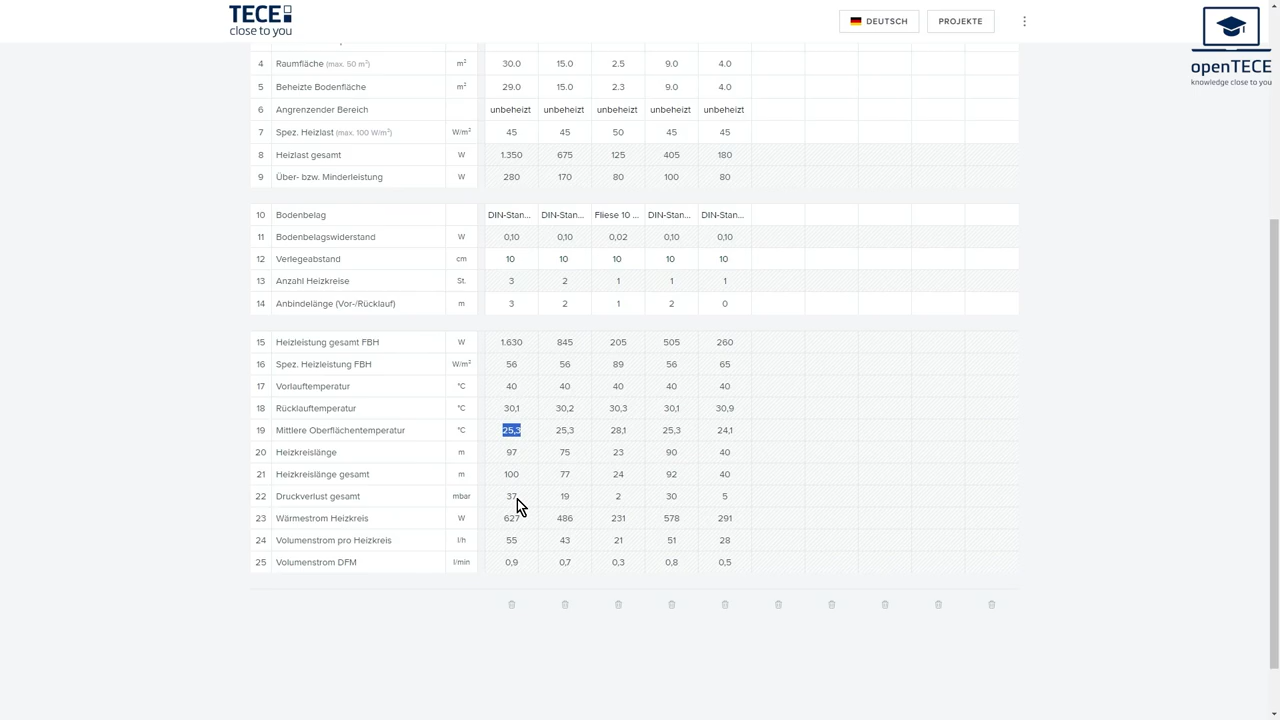 TECE
close to you
DEUTSCH
PROJEKTE
openTECE
knowledge close to you
4 Raumfläche (max. 50 m²) m² 30.0 15.0 2.5 9.0 4.0
5 Beheizte Bodenfläche m² 29.0 15.0 2.3 9.0 4.0
6 Angrenzender Bereich unbeheizt unbeheizt unbeheizt unbeheizt unbeheizt
7 Spez. Heizlast (max. 100 W/m²) W/m² 45 45 50 45 45
8 Heizlast gesamt W 1.350 675 125 405 180
9 Über- bzw. Minderleistung W 280 170 80 100 80
10 Bodenbelag DIN-Stan... DIN-Stan... Fliese 10 ... DIN-Stan... DIN-Stan...
11 Bodenbelagswiderstand W 0,10 0,10 0,02 0,10 0,10
12 Verlegeabstand cm 10 10 10 10 10
13 Anzahl Heizkreise St. 3 2 1 1 1
14 Anbindelänge (Vor-/Rücklauf) m 3 2 1 2 0
15 Heizleistung gesamt FBH W 1.630 845 205 505 260
16 Spez. Heizleistung FBH W/m² 56 56 89 56 65
17 Vorlauftemperatur °C 40 40 40 40 40
18 Rücklauftemperatur °C 30,1 30,2 30,3 30,1 30,9
19 Mittlere Oberflächentemperatur °C 25,3 25,3 28,1 25,3 24,1
20 Heizkreislänge m 97 75 23 90 40
21 Heizkreislänge gesamt m 100 77 24 92 40
22 Druckverlust gesamt mbar 37 19 2 30 5
23 Wärmestrom Heizkreis W 627 486 231 578 291
24 Volumenstrom pro Heizkreis l/h 55 43 21 51 28
25 Volumenstrom DFM l/min 0,9 0,7 0,3 0,8 0,5